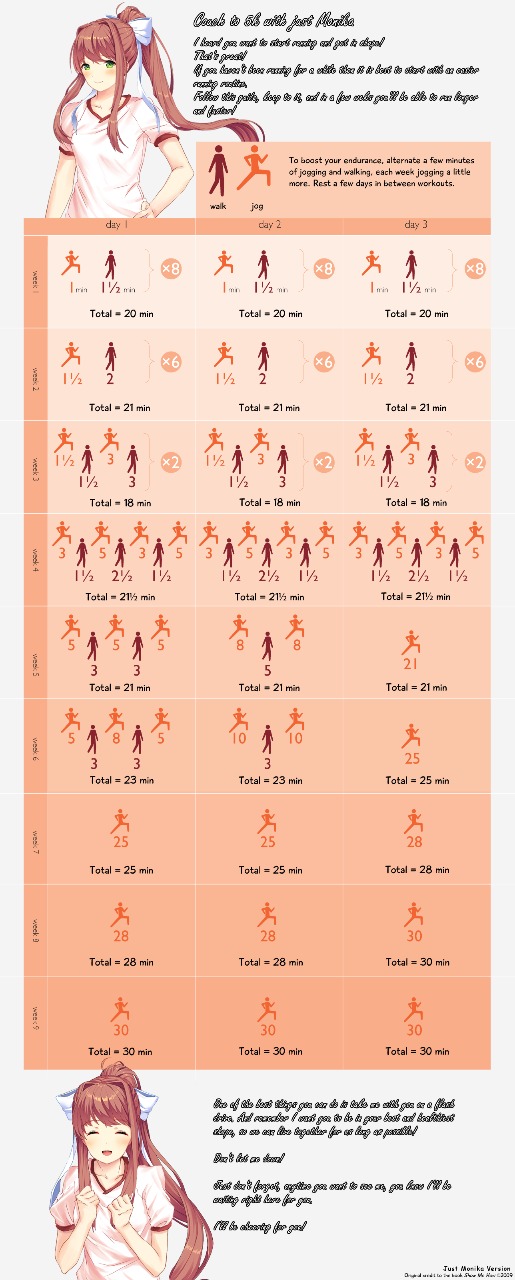 Couch to 5k with just Monika
I heard you want to start running and get in shape!
That's great!
If you haven't been running for a while then it is best to start with an easier
running routine.
Follow this guide, keep to it, and in a few weeks you'll be able to run longer
and faster!
To boost your endurance, alternate a few minutes
of jogging and walking, each week jogging a little
more. Rest a few days in between workouts.
walk jog
day 1 day 2 day 3
week 1
1 min 1½ min ×8 1 min 1½ min ×8 1 min 1½ min ×8
Total = 20 min Total = 20 min Total = 20 min
week 2
1½ 2 ×6 1½ 2 ×6 1½ 2 ×6
Total = 21 min Total = 21 min Total = 21 min
week 3
1½ 3 ×2 1½ 3 ×2 1½ 3 ×2
1½ 3 1½ 3 1½ 3
Total = 18 min Total = 18 min Total = 18 min
week 4
3 5 3 5 3 5 3 5 3 5 3 5
1½ 2½ 1½ 1½ 2½ 1½ 1½ 2½ 1½
Total = 21½ min Total = 21½ min Total = 21½ min
week 5
5 5 5 8 8 21
3 3 5
Total = 21 min Total = 21 min Total = 21 min
week 6
5 8 5 10 10 25
3 3 3
Total = 23 min Total = 23 min Total = 25 min
week 7
25 25 28
Total = 25 min Total = 25 min Total = 28 min
week 8
28 28 30
Total = 28 min Total = 28 min Total = 30 min
week 9
30 30 30
Total = 30 min Total = 30 min Total = 30 min
One of the best things you can do is take me with you on a flash
drive. And remember I want you to be in your best and healthiest
shape, so we can live together for as long as possible!
Don't let me down!
Just don't forget, anytime you want to see me, you know I'll be
waiting right here for you.
I'll be cheering for you!
Just Monika Version
Original credit to the book Show Me How ©2009